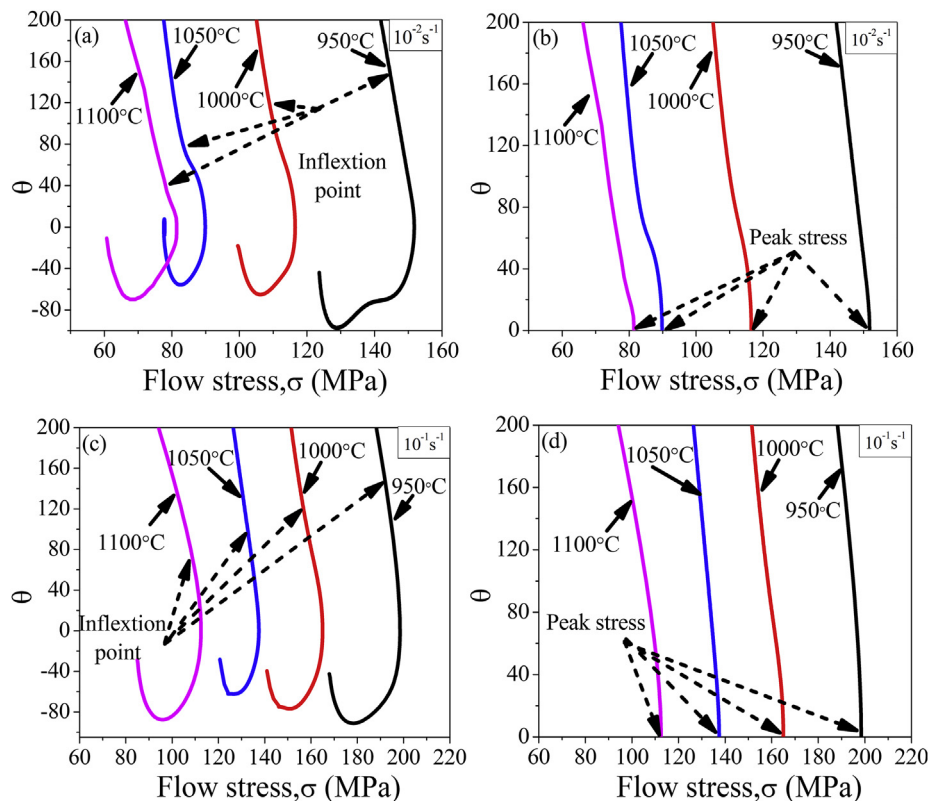 (a)
10⁻²s⁻¹
1050°C
950°C
1000°C
1100°C
Inflextion
point
θ
200
160
120
80
40
0
-40
-80
60
80
100
120
140
160
Flow stress,σ (MPa)
(b)
10⁻²s⁻¹
1050°C
950°C
1000°C
1100°C
Peak stress
θ
200
160
120
80
40
0
60
80
100
120
140
160
Flow stress,σ (MPa)
(c)
10⁻¹s⁻¹
1050°C
1000°C
950°C
1100°C
Inflextion
point
θ
200
160
120
80
40
0
-40
-80
80
100
120
140
160
180
200
220
Flow stress,σ (MPa)
(d)
10⁻¹s⁻¹
1050°C
1000°C
1100°C
950°C
Peak stress
θ
200
160
120
80
40
0
80
100
120
140
160
180
200
220
Flow stress,σ (MPa)